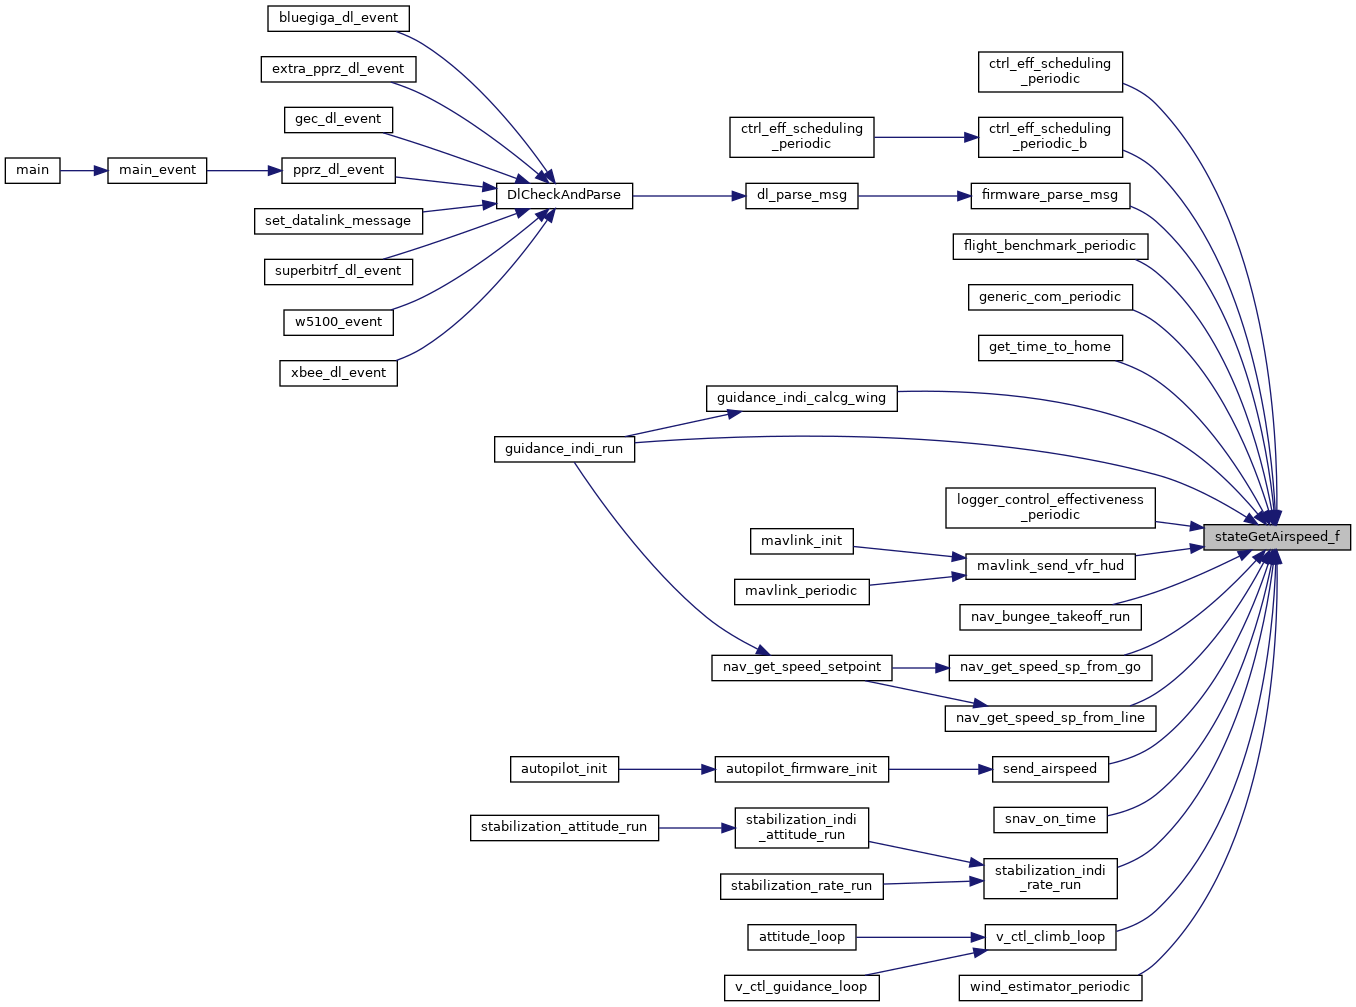 bluegiga_dl_event
extra_pprz_dl_event
gec_dl_event
main
main_event
pprz_dl_event
set_datalink_message
superbitrf_dl_event
w5100_event
xbee_dl_event
DlCheckAndParse
ctrl_eff_scheduling
_periodic
dl_parse_msg
ctrl_eff_scheduling
_periodic
ctrl_eff_scheduling
_periodic_b
firmware_parse_msg
flight_benchmark_periodic
generic_com_periodic
get_time_to_home
guidance_indi_calcg_wing
guidance_indi_run
logger_control_effectiveness
_periodic
stateGetAirspeed_f
mavlink_init
mavlink_send_vfr_hud
mavlink_periodic
nav_bungee_takeoff_run
nav_get_speed_setpoint
nav_get_speed_sp_from_go
nav_get_speed_sp_from_line
autopilot_init
autopilot_firmware_init
send_airspeed
snav_on_time
stabilization_attitude_run
stabilization_indi
_attitude_run
stabilization_rate_run
stabilization_indi
_rate_run
attitude_loop
v_ctl_climb_loop
v_ctl_guidance_loop
wind_estimator_periodic